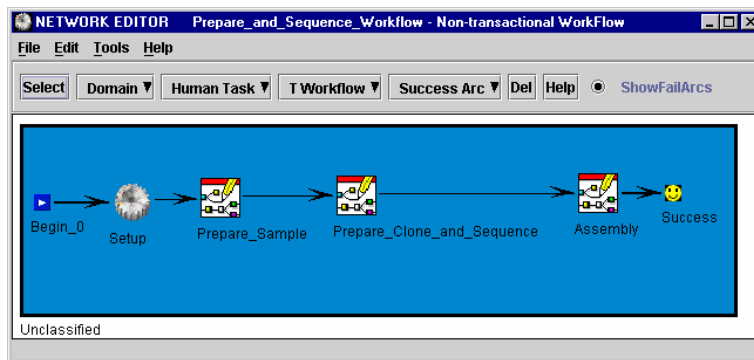 NETWORK EDITOR Prepare_and_Sequence_Workflow - Non-transactional WorkFlow
File Edit Tools Help
Select Domain Human Task T Workflow Success Arc Del Help ShowFailArcs
Begin_0 Setup Prepare_Sample Prepare_Clone_and_Sequence Assembly Success
Unclassified